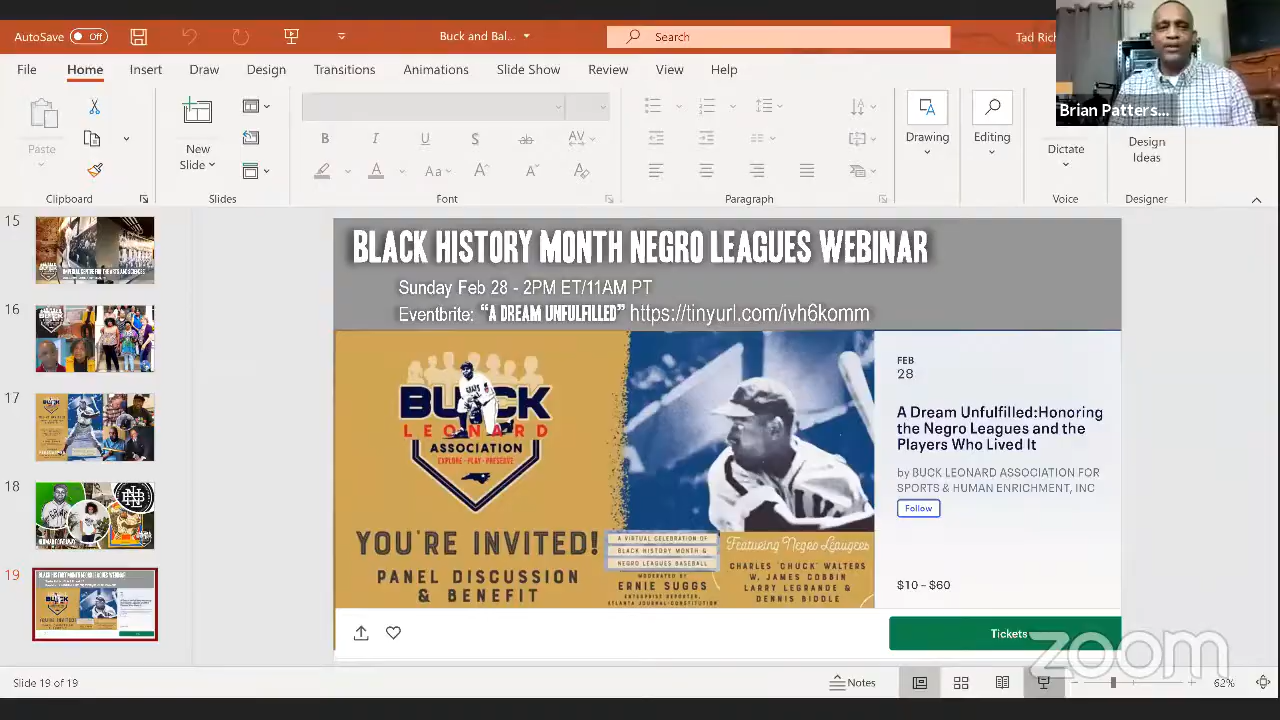 AutoSave Off
Buck and Bal...
Search
Tad Rich
Brian Patters...
File Home Insert Draw Design Transitions Animations Slide Show Review View Help
Paste
New
Slide
Drawing
Editing
Dictate
Design
Ideas
B I U S ab AV
A Aa A A
Clipboard
Slides
Font
Paragraph
Voice
Designer
15
16
17
18
19
BLACK HISTORY MONTH NEGRO LEAGUES WEBINAR
Sunday Feb 28 - 2PM ET/11AM PT
Eventbrite: “A DREAM UNFULFILLED” https://tinyurl.com/ivh6komm
BUCK
LEONARD
ASSOCIATION
EXPLORE · PLAY · PRESERVE
YOU'RE INVITED!
PANEL DISCUSSION
& BENEFIT
A VIRTUAL CELEBRATION OF
BLACK HISTORY MONTH &
NEGRO LEAGUES BASEBALL
MODERATED BY
ERNIE SUGGS
ENTERPRISE REPORTER,
ATLANTA JOURNAL-CONSTITUTION
Featuring Negro Leaguers
CHARLES "CHUCK" WALTERS
W. JAMES COBBIN
LARRY LEGRANDE &
DENNIS BIDDLE
FEB
28
A Dream Unfulfilled:Honoring
the Negro Leagues and the
Players Who Lived It
by BUCK LEONARD ASSOCIATION FOR
SPORTS & HUMAN ENRICHMENT, INC
Follow
$10 – $60
Tickets
zoom
Slide 19 of 19
Notes
62%